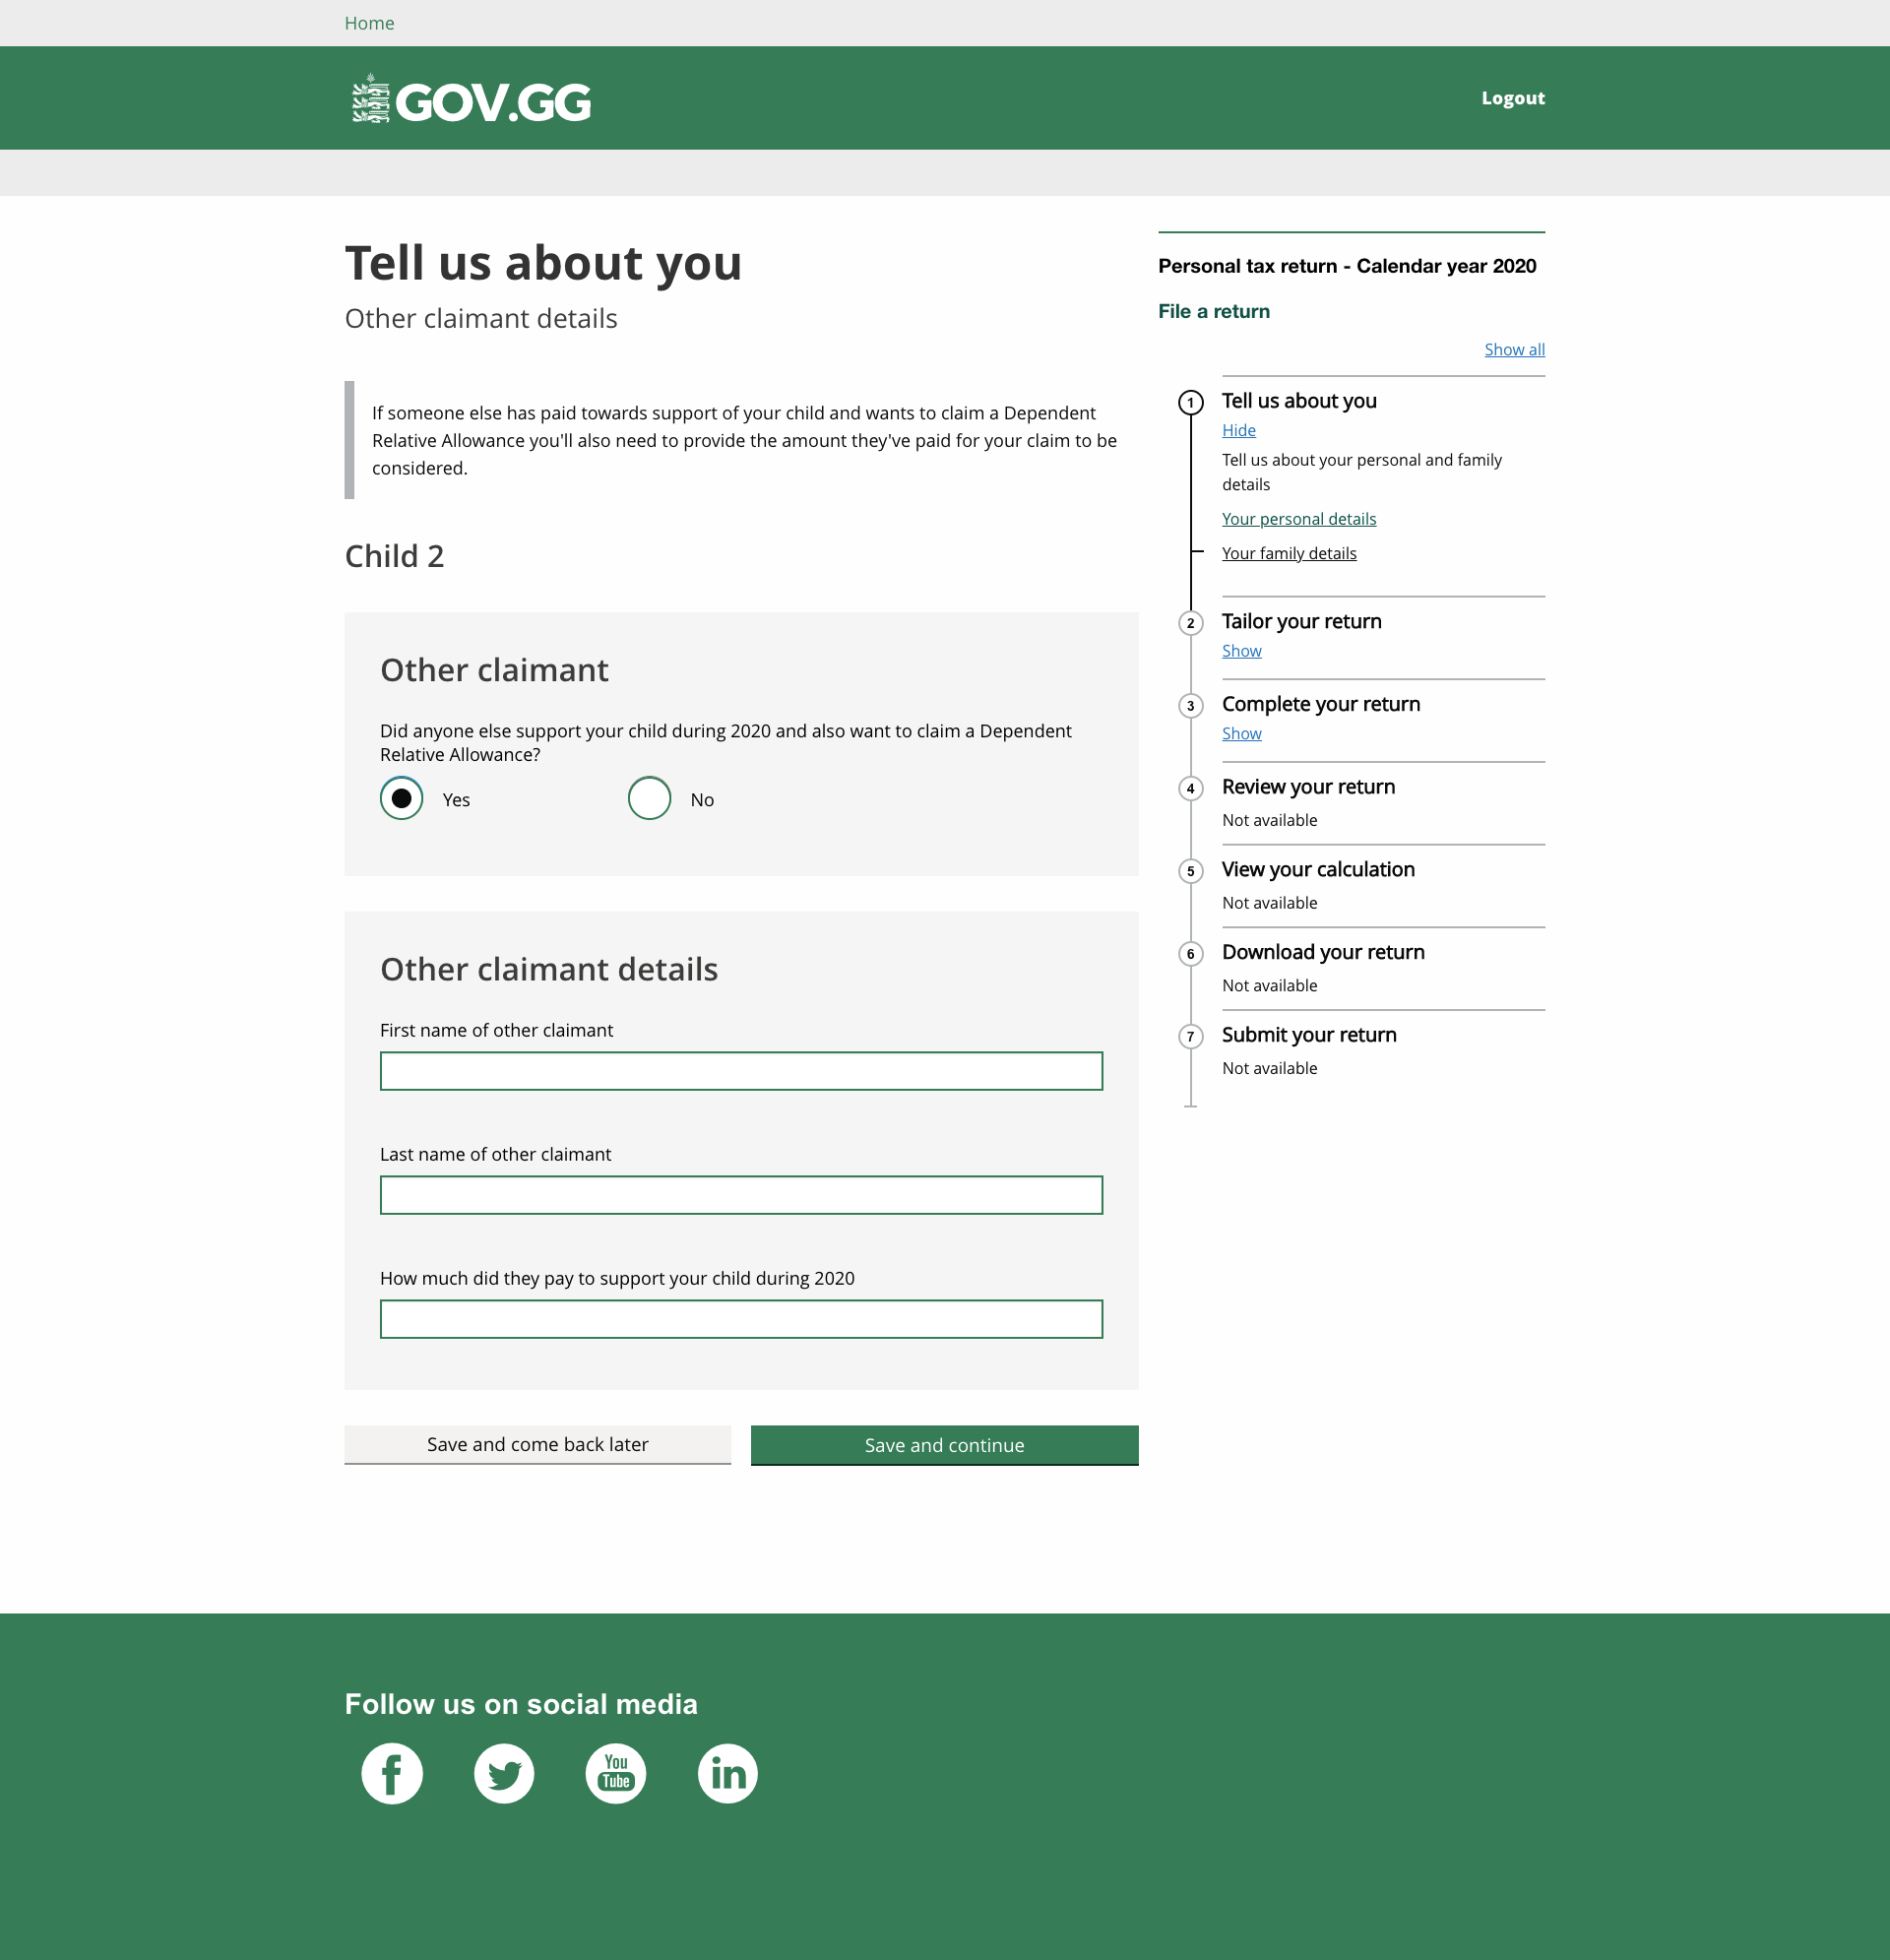 Home
GOV.GG
Logout
Tell us about you
Other claimant details
If someone else has paid towards support of your child and wants to claim a Dependent
Relative Allowance you'll also need to provide the amount they've paid for your claim to be
considered.
Child 2
Other claimant
Did anyone else support your child during 2020 and also want to claim a Dependent
Relative Allowance?
Yes
No
Other claimant details
First name of other claimant
Last name of other claimant
How much did they pay to support your child during 2020
Save and come back later
Save and continue
Personal tax return - Calendar year 2020
File a return
Show all
1
Tell us about you
Hide
Tell us about your personal and family
details
Your personal details
Your family details
2
Tailor your return
Show
3
Complete your return
Show
4
Review your return
Not available
5
View your calculation
Not available
6
Download your return
Not available
7
Submit your return
Not available
Follow us on social media
f
You
Tube
in